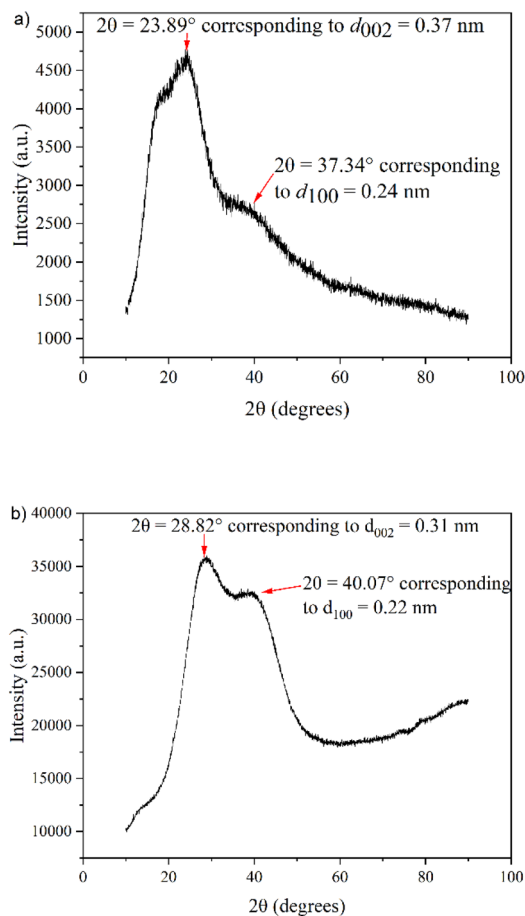 a)
2θ = 23.89° corresponding to d002 = 0.37 nm
5000
4500
4000
3500
3000
2500
2000
1500
1000
Intensity (a.u.)
2θ = 37.34° corresponding
to d100 = 0.24 nm
0
20
40
60
80
100
2θ (degrees)
b)
2θ = 28.82° corresponding to d002 = 0.31 nm
40000
35000
30000
25000
20000
15000
10000
Intensity (a.u.)
2θ = 40.07° corresponding
to d100 = 0.22 nm
0
20
40
60
80
100
2θ (degrees)